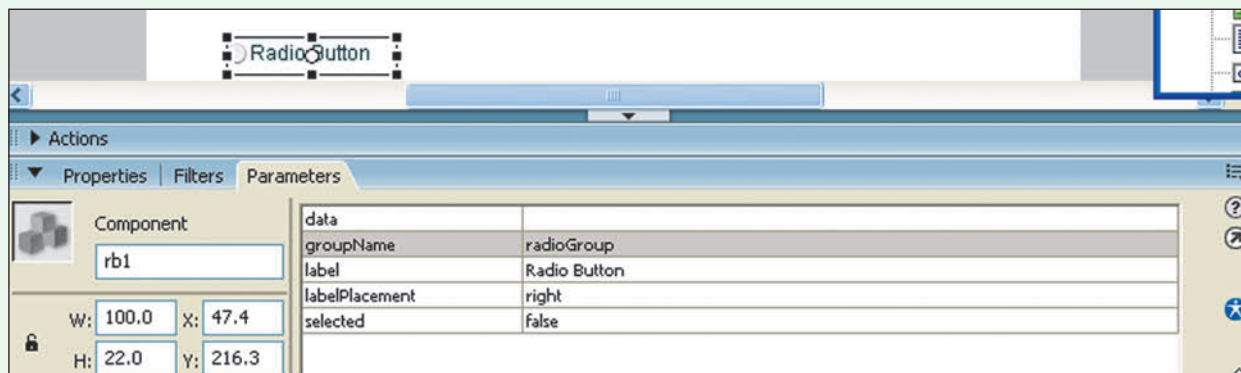 Radio Button
Actions
Properties Filters Parameters
Component
rb1
W: 100.0 X: 47.4
H: 22.0 Y: 216.3
data
groupName radioGroup
label Radio Button
labelPlacement right
selected false